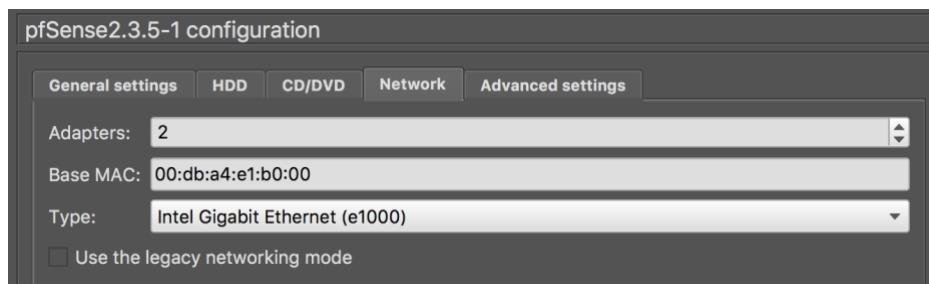 pfSense2.3.5-1 configuration
General settings HDD CD/DVD Network Advanced settings
Adapters: 2
Base MAC: 00:db:a4:e1:b0:00
Type: Intel Gigabit Ethernet (e1000)
Use the legacy networking mode